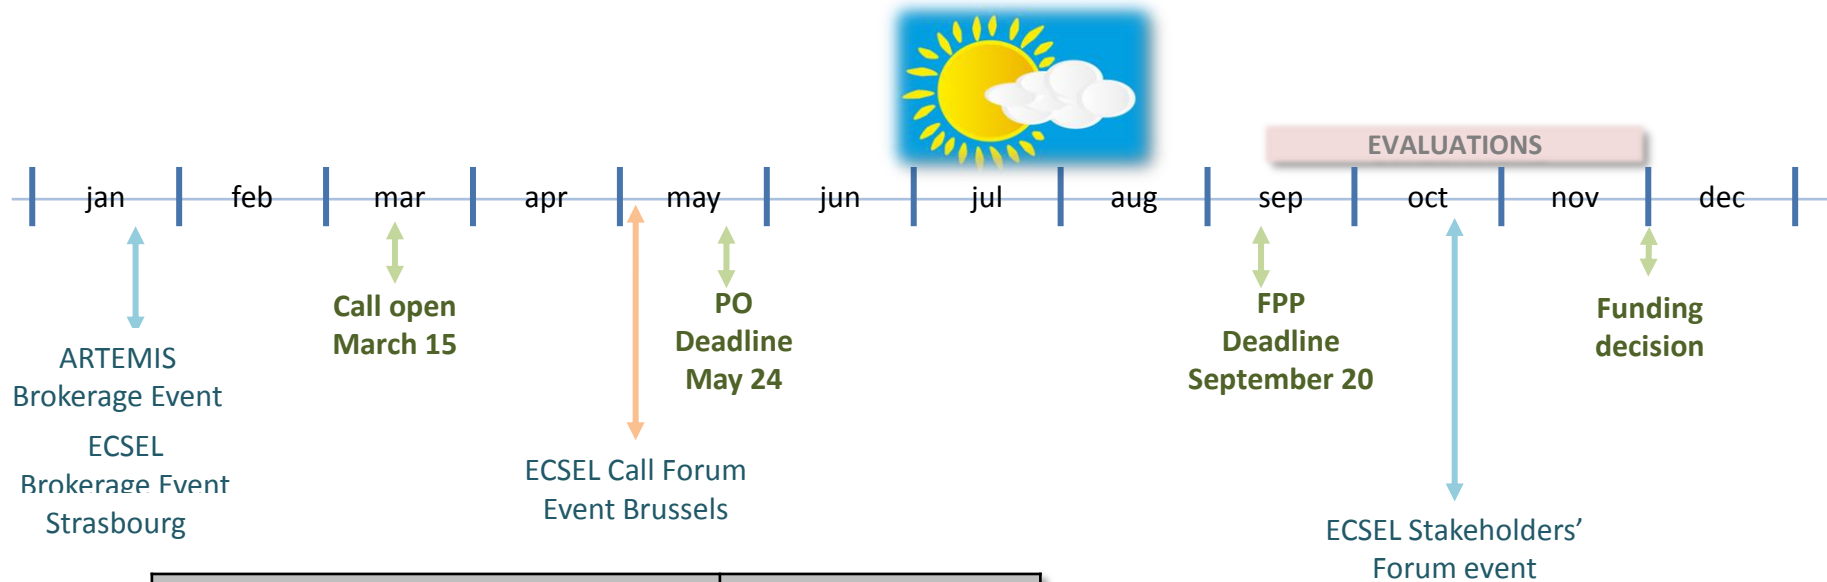 EVALUATIONS
jan feb mar apr may jun jul aug sep oct nov dec
Call open
March 15
PO
Deadline
May 24
FPP
Deadline
September 20
Funding
decision
ARTEMIS
Brokerage Event
ECSEL
Brokerage Event
Strasbourg
ECSEL Call Forum
Event Brussels
ECSEL Stakeholders’
Forum event